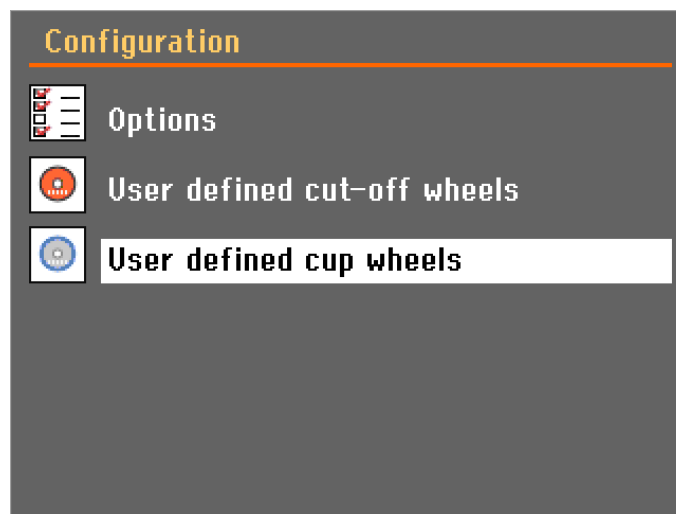 Configuration
Options
User defined cut-off wheels
User defined cup wheels